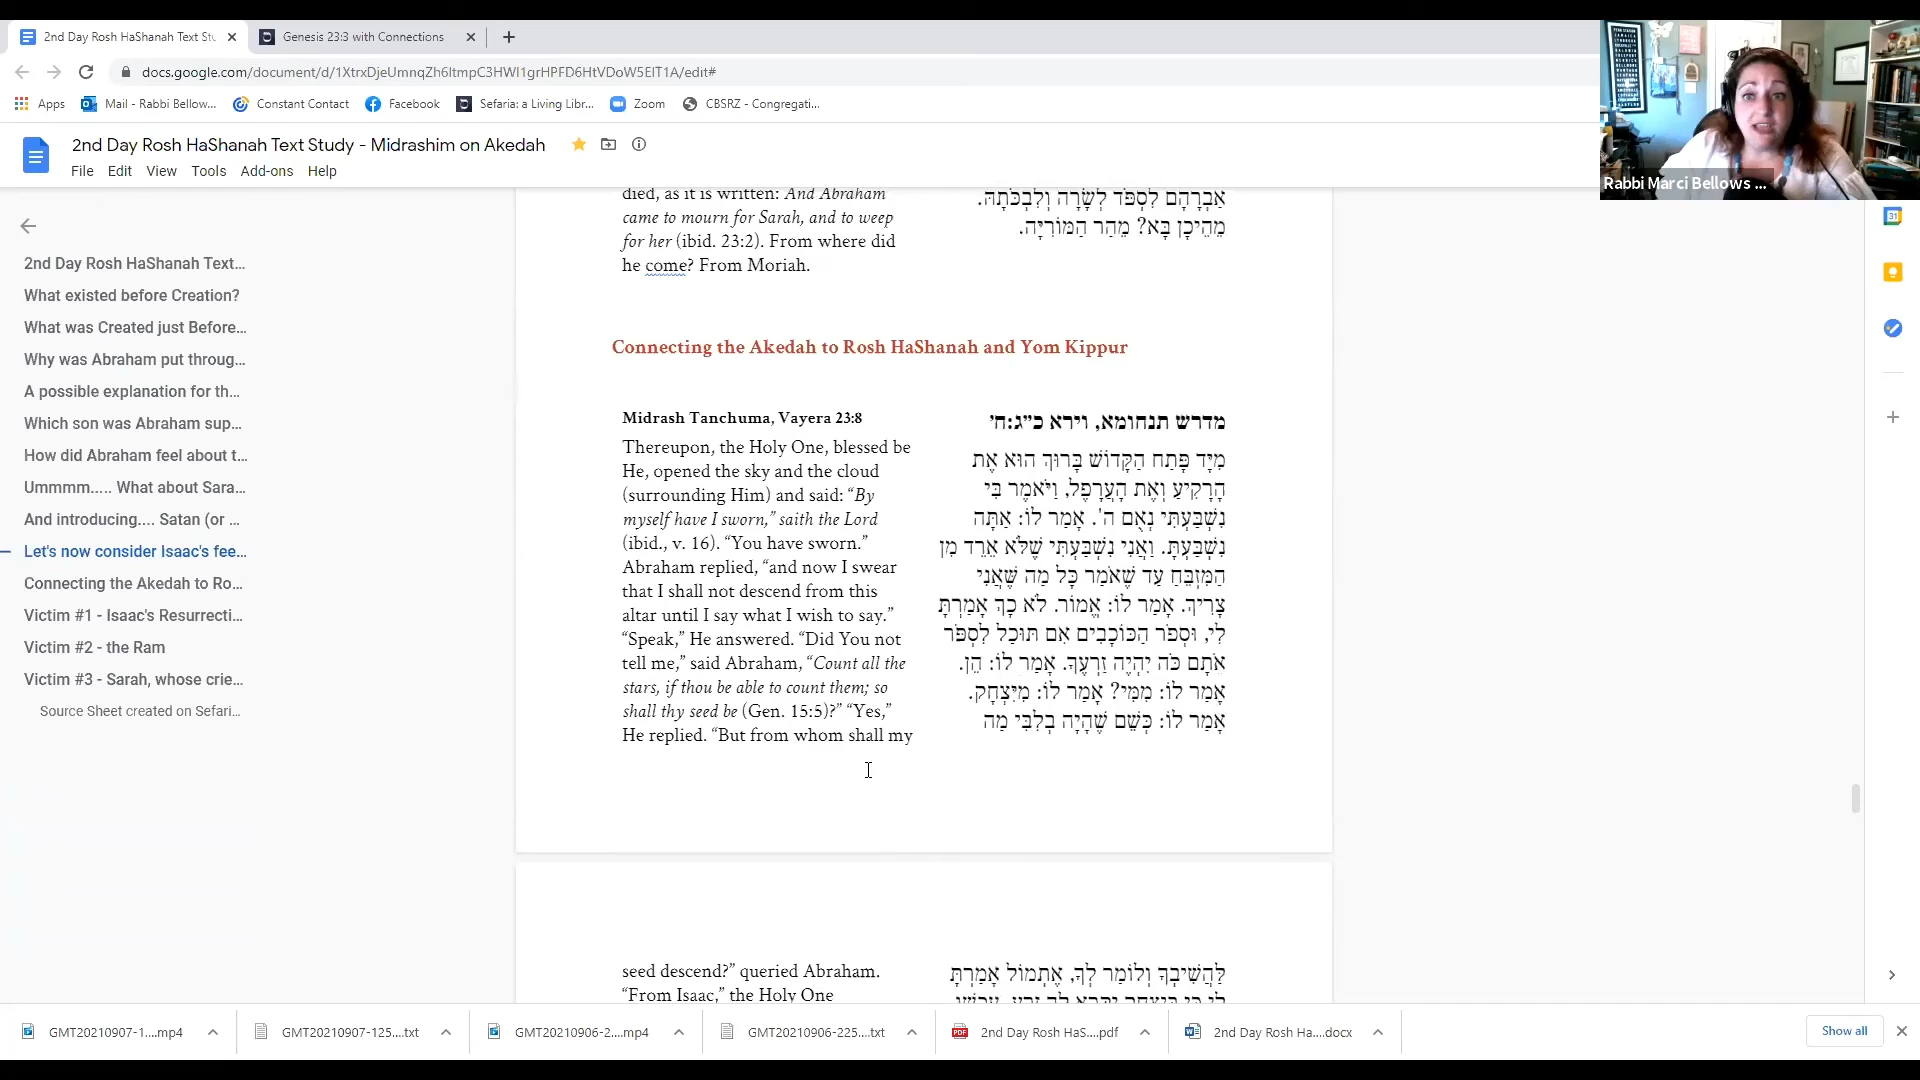 2nd Day Rosh HaShanah Text Stu
Genesis 23:3 with Connections
docs.google.com/document/d/1XtrxDjeUmnqZh6ItmpC3HWl1grHPFD6HtVDoW5EIT1A/edit#
Apps
Mail - Rabbi Bellow...
Constant Contact
Facebook
Sefaria: a Living Libr...
Zoom
CBSRZ - Congregati...
2nd Day Rosh HaShanah Text Study - Midrashim on Akedah
File Edit View Tools Add-ons Help
Rabbi Marci Bellows ...
2nd Day Rosh HaShanah Text...
What existed before Creation?
What was Created just Before...
Why was Abraham put throug...
A possible explanation for th...
Which son was Abraham sup...
How did Abraham feel about t...
Ummmm..... What about Sara...
And introducing.... Satan (or ...
Let's now consider Isaac's fee...
Connecting the Akedah to Ro...
Victim #1 - Isaac's Resurrecti...
Victim #2 - the Ram
Victim #3 - Sarah, whose crie...
Source Sheet created on Sefari...
died, as it is written: And Abraham
came to mourn for Sarah, and to weep
for her (ibid. 23:2). From where did
he come? From Moriah.
אַבְרָהָם לִסְפֹּד לְשָׂרָה וְלִבְכֹּתָהּ.
מֵהֵיכָן בָּא? מֵהַר הַמּוֹרִיָּה.
Connecting the Akedah to Rosh HaShanah and Yom Kippur
Midrash Tanchuma, Vayera 23:8
Thereupon, the Holy One, blessed be
He, opened the sky and the cloud
(surrounding Him) and said: “By
myself have I sworn,” saith the Lord
(ibid., v. 16). “You have sworn.”
Abraham replied, “and now I swear
that I shall not descend from this
altar until I say what I wish to say.”
“Speak,” He answered. “Did You not
tell me,” said Abraham, “Count all the
stars, if thou be able to count them; so
shall thy seed be (Gen. 15:5)?” “Yes,”
He replied. “But from whom shall my
מדרש תנחומא, וירא כ״ג:ח׳
מִיָּד פָּתַח הַקָּדוֹשׁ בָּרוּךְ הוּא אֶת
הָרָקִיעַ וְאֶת הָעֲרָפֶל, וַיֹּאמֶר בִּי
נִשְׁבַּעְתִּי נְאֻם ה'. אָמַר לוֹ: אַתָּה
נִשְׁבַּעְתָּ. וַאֲנִי נִשְׁבַּעְתִּי שֶׁלֹּא אֵרֵד מִן
הַמִּזְבֵּחַ עַד שֶׁאֹמַר כָּל מַה שֶּׁאֲנִי
צָרִיךְ. אָמַר לוֹ: אֱמוֹר. לֹא כָךְ אָמַרְתָּ
לִי, וּסְפֹר הַכּוֹכָבִים אִם תּוּכַל לִסְפֹּר
אֹתָם כֹּה יִהְיֶה זַרְעֶךָ. אָמַר לוֹ: הֵן.
אָמַר לוֹ: מִמִּי? אָמַר לוֹ: מִיִּצְחָק.
אָמַר לוֹ: כְּשֵׁם שֶׁהָיָה בְלִבִּי מַה
seed descend?” queried Abraham.
“From Isaac,” the Holy One
לַּהֲשִׁיבְךָ וְלוֹמַר לְךָ, אֶתְמוֹל אָמַרְתָּ
לִי כִּי בְיִצְחָק יִקָּרֵא לְךָ זָרַע, עַכְשָׁו
GMT20210907-1....mp4
GMT20210907-125....txt
GMT20210906-2....mp4
GMT20210906-225....txt
2nd Day Rosh HaS....pdf
2nd Day Rosh Ha....docx
Show all